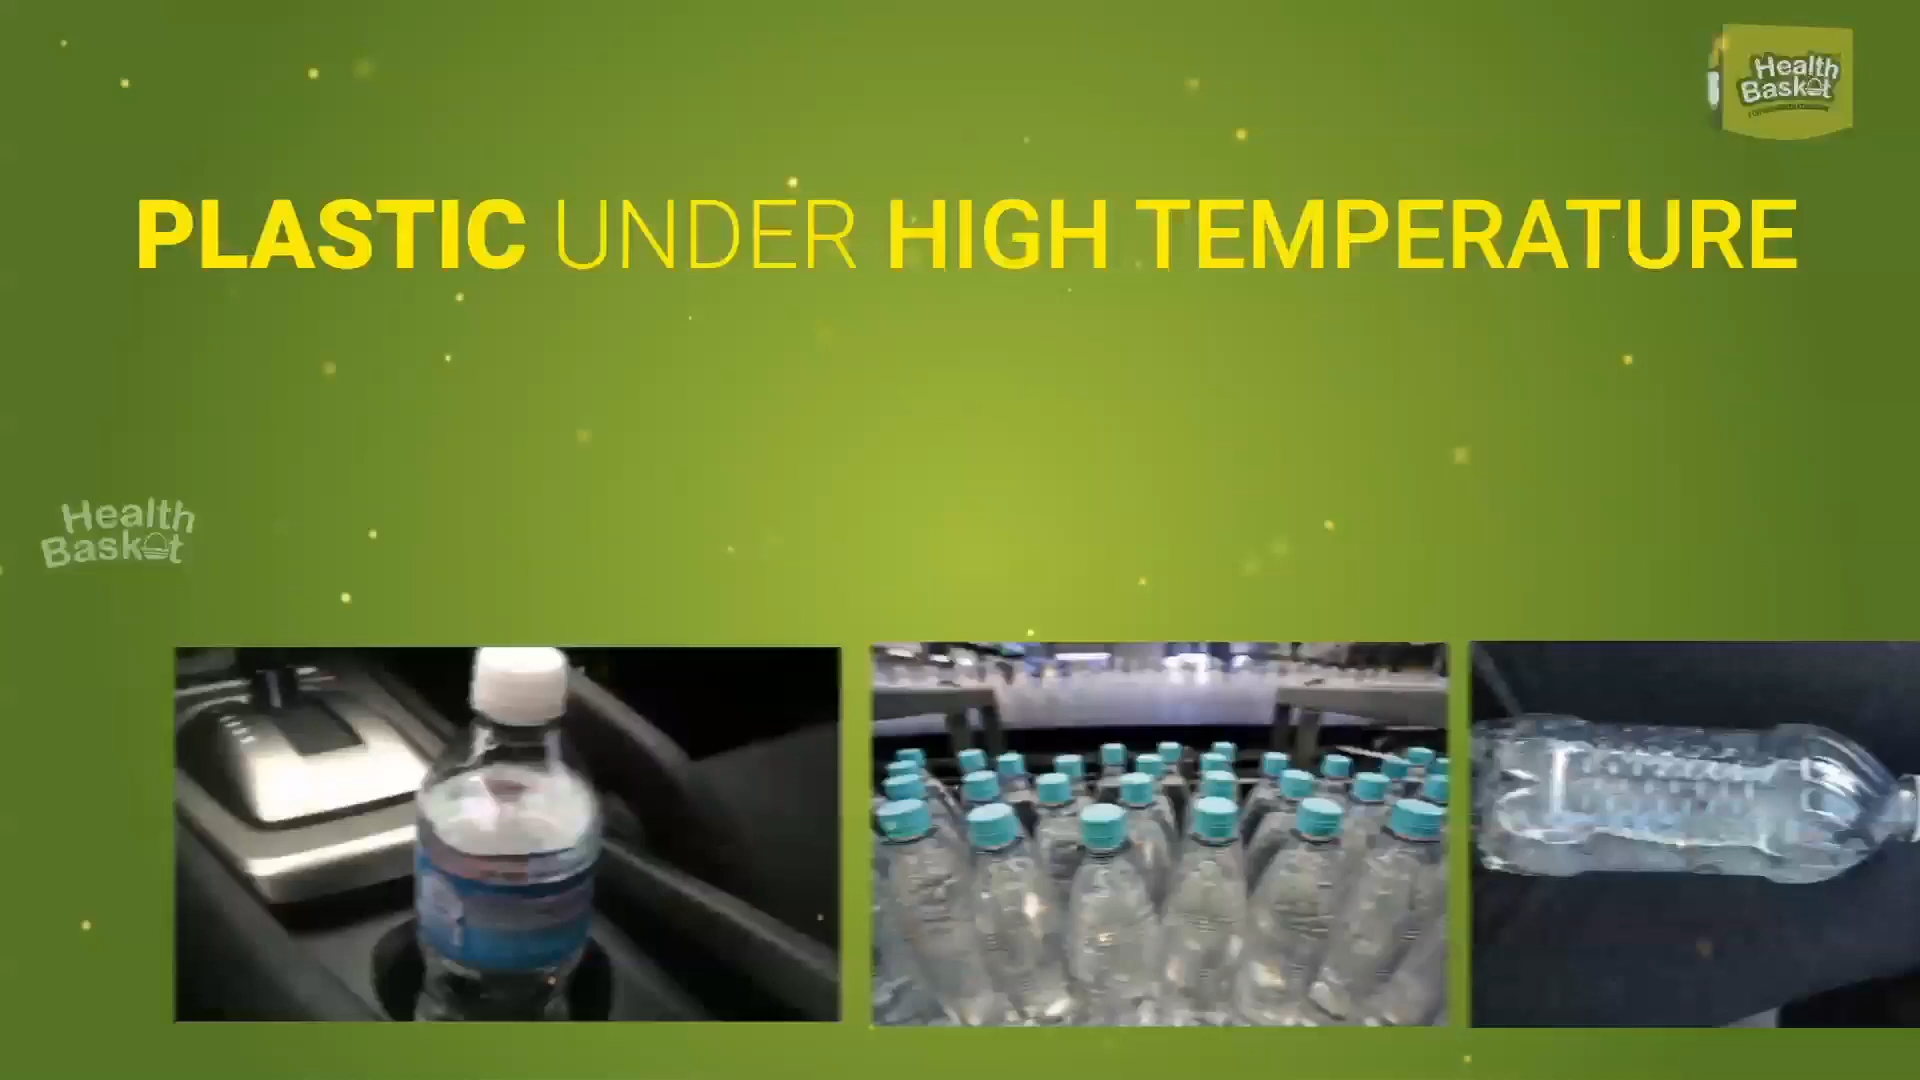 Health
Basket
PLASTIC UNDER HIGH TEMPERATURE
Health
Basket